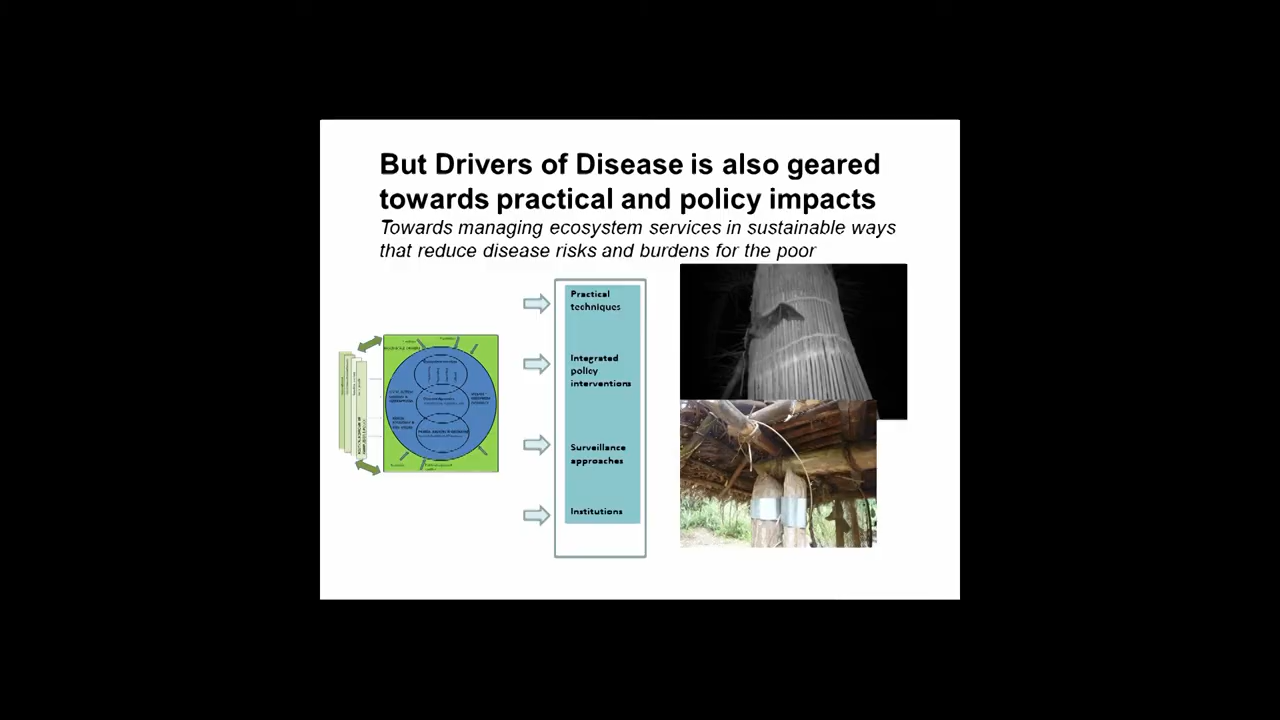 But Drivers of Disease is also geared
towards practical and policy impacts
Towards managing ecosystem services in sustainable ways
that reduce disease risks and burdens for the poor
Practical
techniques
Integrated
policy
interventions
Surveillance
approaches
Institutions